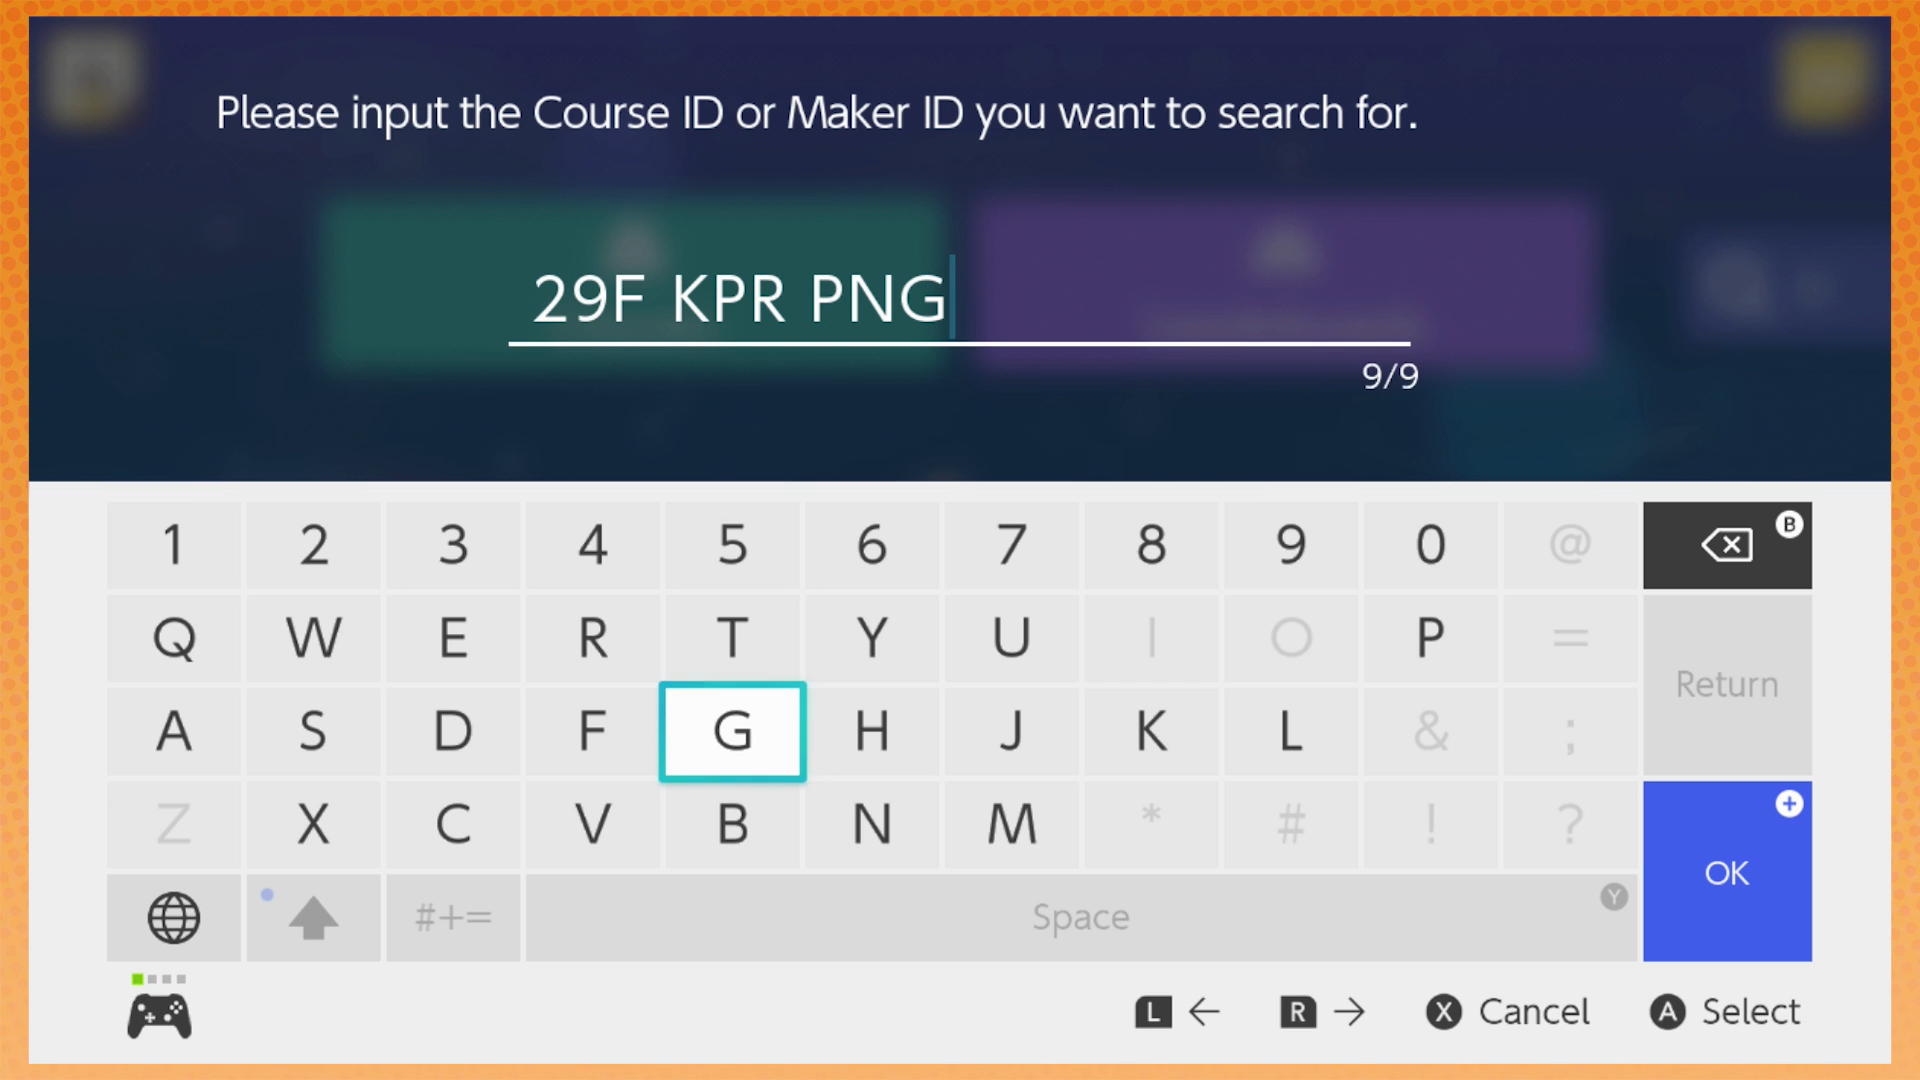 Please input the Course ID or Maker ID you want to search for.
29F KPR PNG
9/9
1 2 3 4 5 6 7 8 9 0 @ B
Q W E R T Y U I O P =
Return
A S D F G H J K L & ;
Z X C V B N M * # ! ? +
OK
#+= Space Y
L ← R → X Cancel A Select